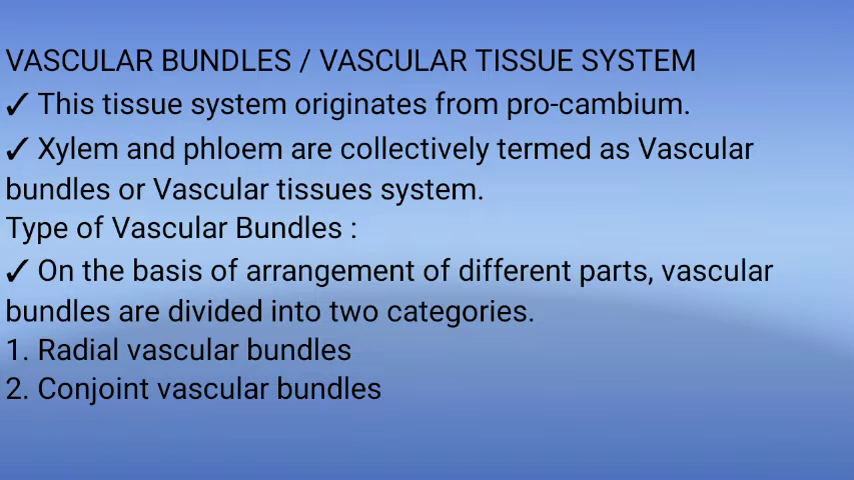 VASCULAR BUNDLES / VASCULAR TISSUE SYSTEM
✓ This tissue system originates from pro-cambium.
✓ Xylem and phloem are collectively termed as Vascular
bundles or Vascular tissues system.
Type of Vascular Bundles :
✓ On the basis of arrangement of different parts, vascular
bundles are divided into two categories.
1. Radial vascular bundles
2. Conjoint vascular bundles